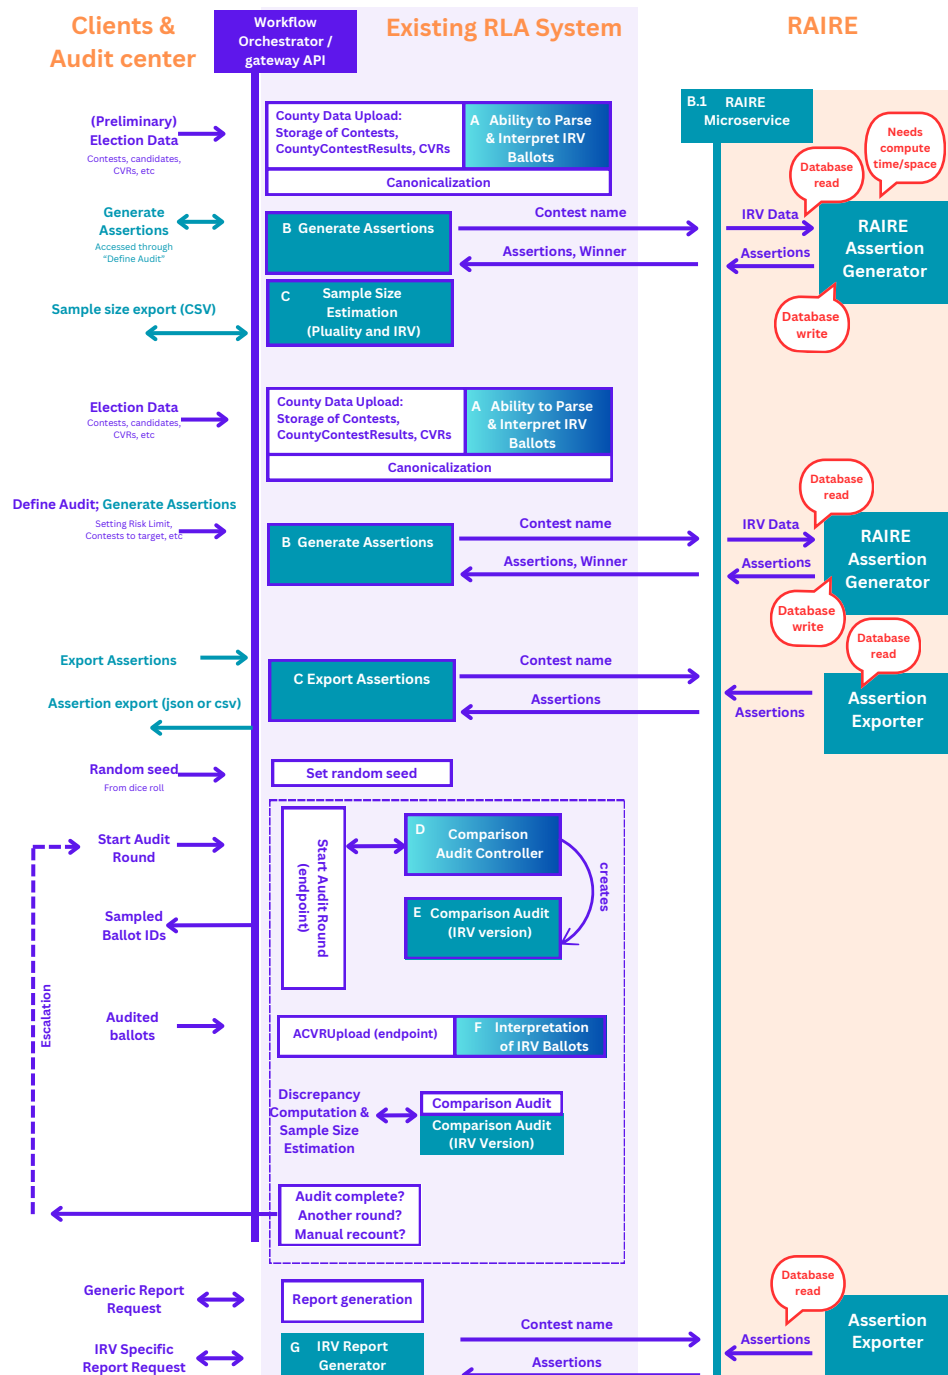 Clients &
Audit center
Workflow
Orchestrator /
gateway API
Existing RLA System
RAIRE
(Preliminary)
Election Data
Contests, candidates,
CVRs, etc
County Data Upload:
Storage of Contests,
CountyContestResults, CVRs
A Ability to Parse
& Interpret IRV
Ballots
Canonicalization
B.1 RAIRE
Microservice
Needs
compute
time/space
Database
read
Generate
Assertions
Accessed through
"Define Audit"
B Generate Assertions
Contest name
Assertions, Winner
IRV Data
Assertions
RAIRE
Assertion
Generator
Database
write
Sample size export (CSV)
C Sample Size
Estimation
(Pluality and IRV)
Election Data
Contests, candidates,
CVRs, etc
County Data Upload:
Storage of Contests,
CountyContestResults, CVRs
A Ability to Parse
& Interpret IRV
Ballots
Canonicalization
Define Audit; Generate Assertions
Setting Risk Limit,
Contests to target, etc
B Generate Assertions
Contest name
Assertions, Winner
Database
read
IRV Data
Assertions
RAIRE
Assertion
Generator
Database
write
Export Assertions
Assertion export (json or csv)
C Export Assertions
Contest name
Assertions
Database
read
Assertions
Assertion
Exporter
Random seed
From dice roll
Set random seed
Start Audit
Round
Start Audit Round
(endpoint)
D Comparison
Audit Controller
creates
E Comparison Audit
(IRV version)
Sampled
Ballot IDs
Escalation
Audited
ballots
ACVRUpload (endpoint)
F Interpretation
of IRV Ballots
Discrepancy
Computation &
Sample Size
Estimation
Comparison Audit
Comparison Audit
(IRV Version)
Audit complete?
Another round?
Manual recount?
Generic Report
Request
Report generation
IRV Specific
Report Request
G IRV Report
Generator
Contest name
Assertions
Database
read
Assertions
Assertion
Exporter